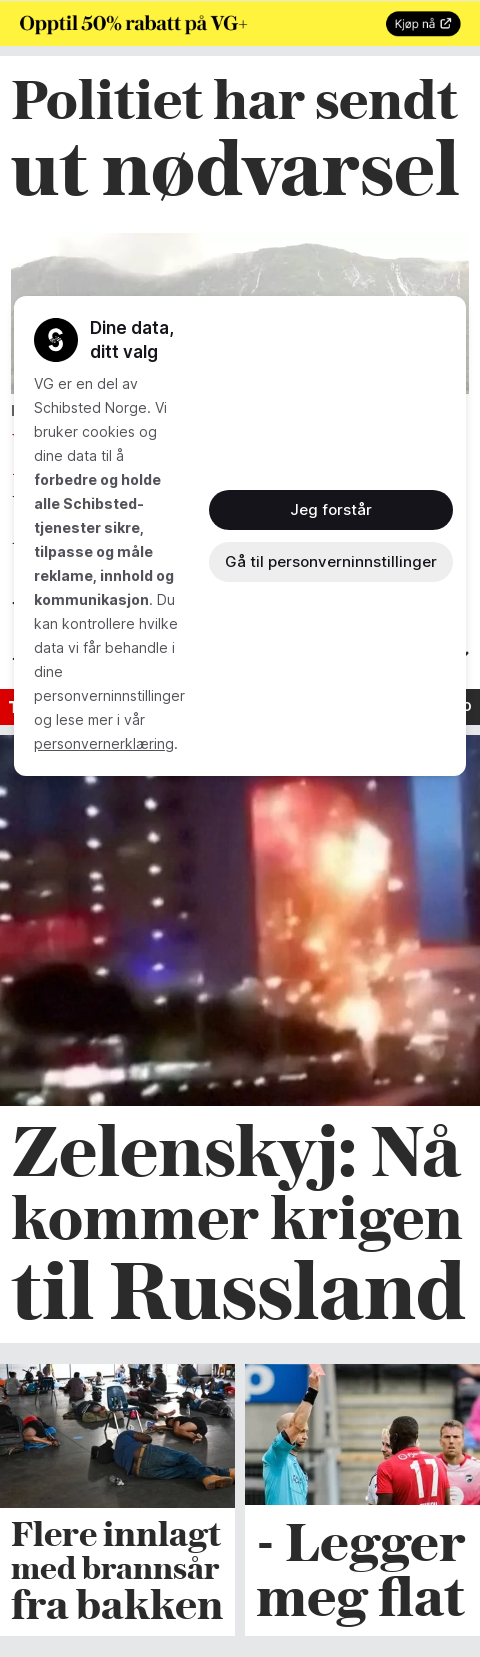 Opptil 50% rabatt på VG+
Kjøp nå
Politiet har sendt
ut nødvarsel
Dine data,
ditt valg
VG er en del av
Schibsted Norge. Vi
bruker cookies og
dine data til å
forbedre og holde
alle Schibsted-
tjenester sikre,
tilpasse og måle
reklame, innhold og
kommunikasjon. Du
kan kontrollere hvilke
data vi får behandle i
dine
personverninnstillinger
og lese mer i vår
personvernerklæring.
Jeg forstår
Gå til personverninnstillinger
Zelenskyj: Nå
kommer krigen
til Russland
17
Flere innlagt
med brannsår
fra bakken
- Legger
meg flat